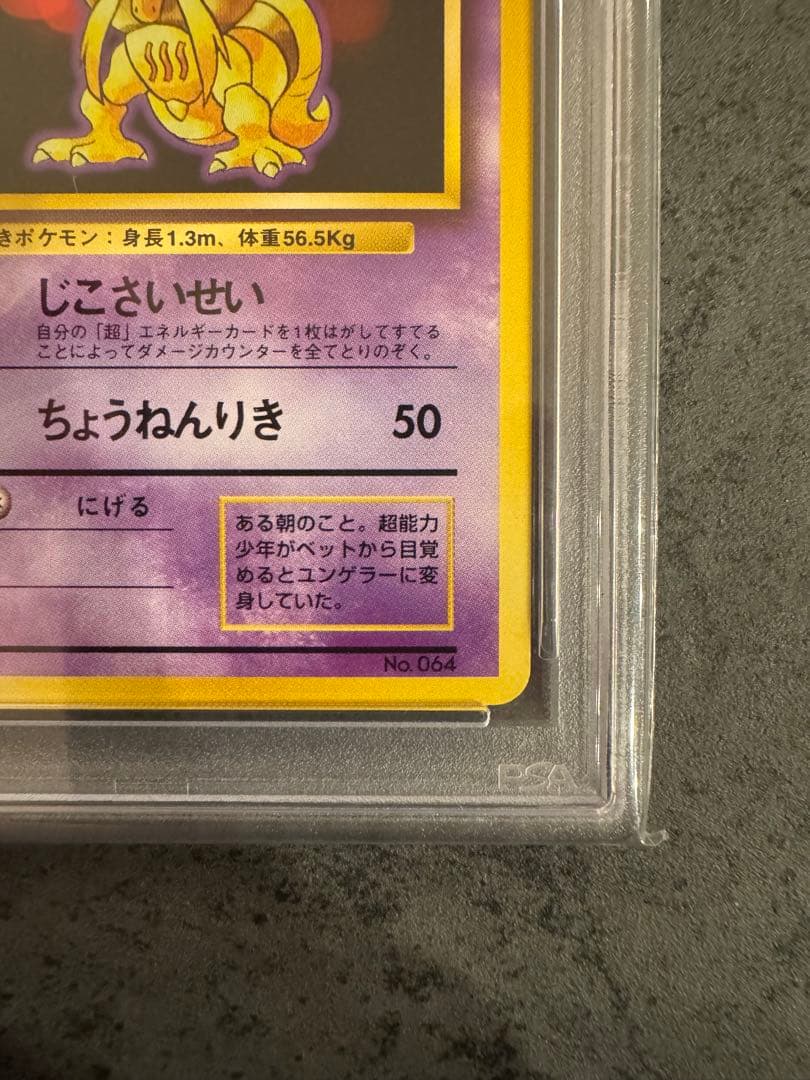 きポケモン：身長1.3m、体重56.5Kg
じこさいせい
自分の「超」エネルギーカードを1枚はがしてすてる
ことによってダメージカウンターを全てとりのぞく。
ちょうねんりき 50
にげる
ある朝のこと。超能力
少年がベットから目覚
めるとユンゲラーに変
身していた。
No. 064
PSA